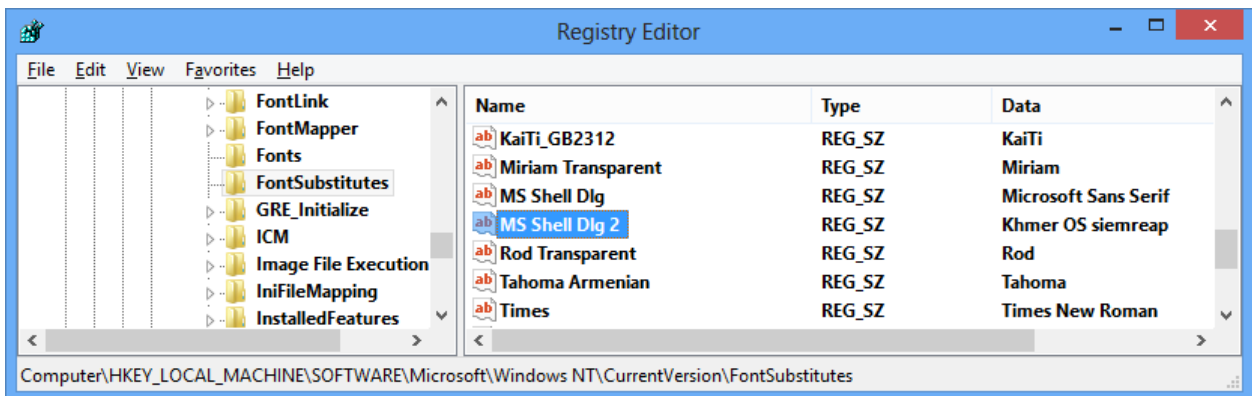 Registry Editor
File Edit View Favorites Help
FontLink
FontMapper
Fonts
FontSubstitutes
GRE_Initialize
ICM
Image File Execution
IniFileMapping
InstalledFeatures
Name Type Data
KaiTi_GB2312 REG_SZ KaiTi
Miriam Transparent REG_SZ Miriam
MS Shell Dlg REG_SZ Microsoft Sans Serif
MS Shell Dlg 2 REG_SZ Khmer OS siemreap
Rod Transparent REG_SZ Rod
Tahoma Armenian REG_SZ Tahoma
Times REG_SZ Times New Roman
Computer\HKEY_LOCAL_MACHINE\SOFTWARE\Microsoft\Windows NT\CurrentVersion\FontSubstitutes